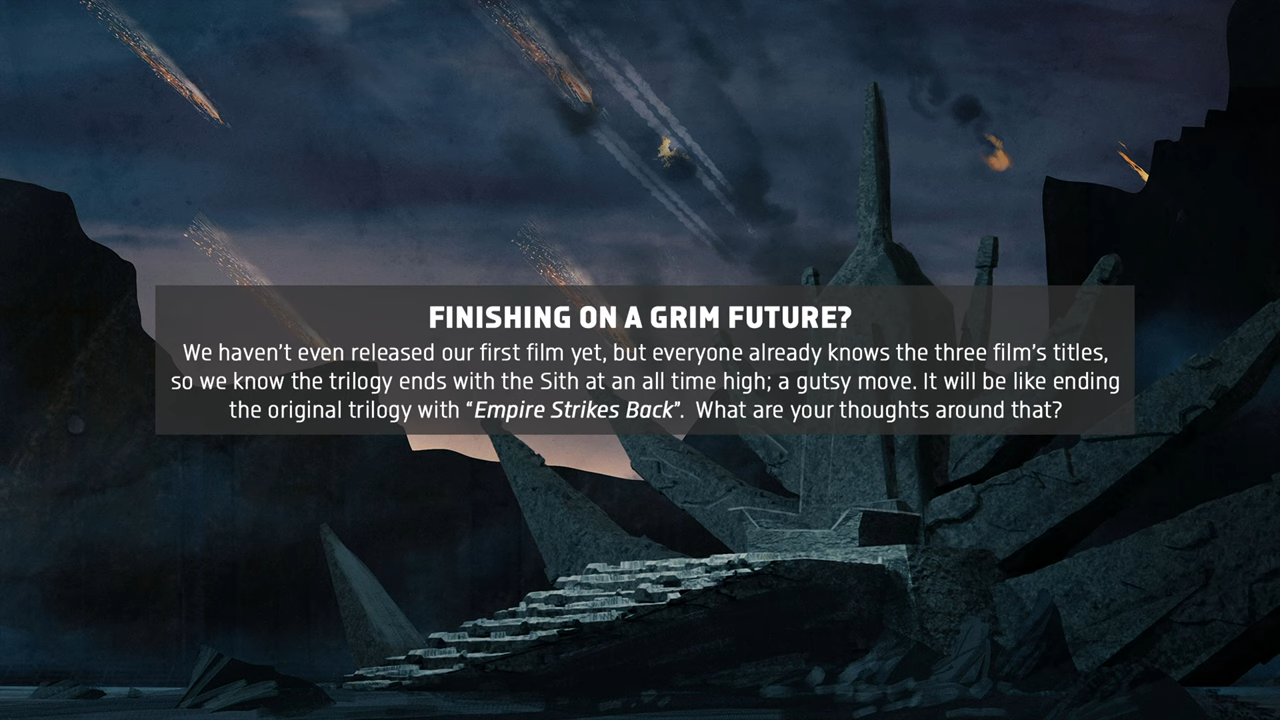 FINISHING ON A GRIM FUTURE?
We haven't even released our first film yet, but everyone already knows the three film's titles,
so we know the trilogy ends with the Sith at an all time high; a gutsy move. It will be like ending
the original trilogy with “Empire Strikes Back”.  What are your thoughts around that?